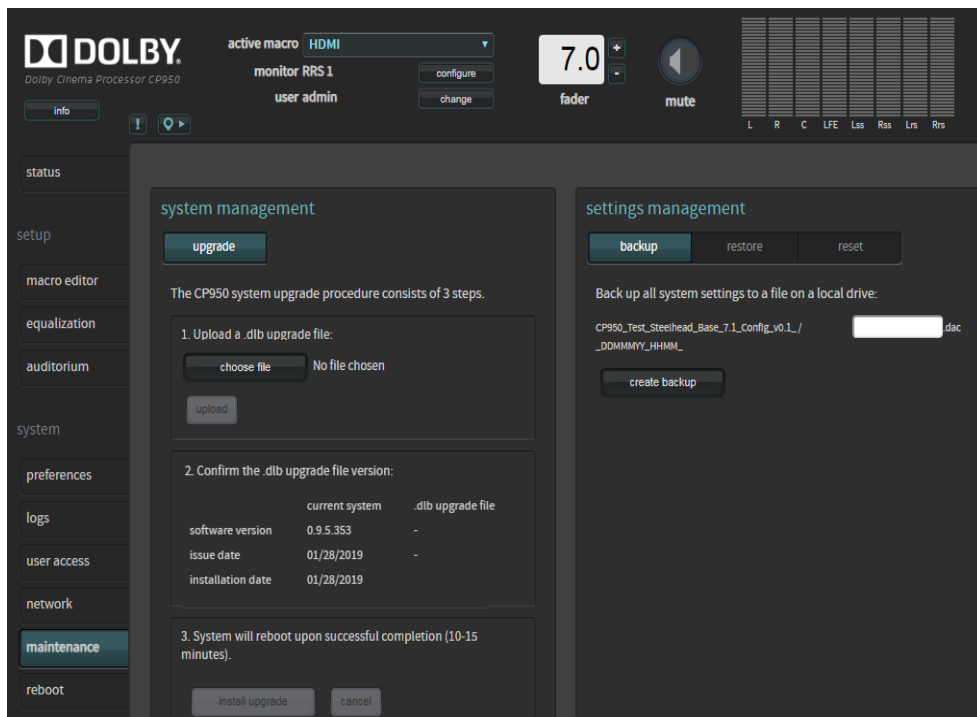 DOLBY.
Dolby Cinema Processor CP950
info
active macro HDMI
monitor RRS 1 configure
user admin change
7.0 + -
fader
mute
L R C LFE Lss Rss Lrs Rrs
!
status
setup
macro editor
equalization
auditorium
system
preferences
logs
user access
network
maintenance
reboot
system management
upgrade
The CP950 system upgrade procedure consists of 3 steps.
1. Upload a .dlb upgrade file:
choose file No file chosen
upload
2. Confirm the .dlb upgrade file version:
current system .dlb upgrade file
software version 0.9.5.353 -
issue date 01/28/2019 -
installation date 01/28/2019
3. System will reboot upon successful completion (10-15
minutes).
install upgrade cancel
settings management
backup restore reset
Back up all system settings to a file on a local drive:
CP950_Test_Steelhead_Base_7.1_Config_v0.1_ / .dac
_DDMMMYY_HHMM_
create backup